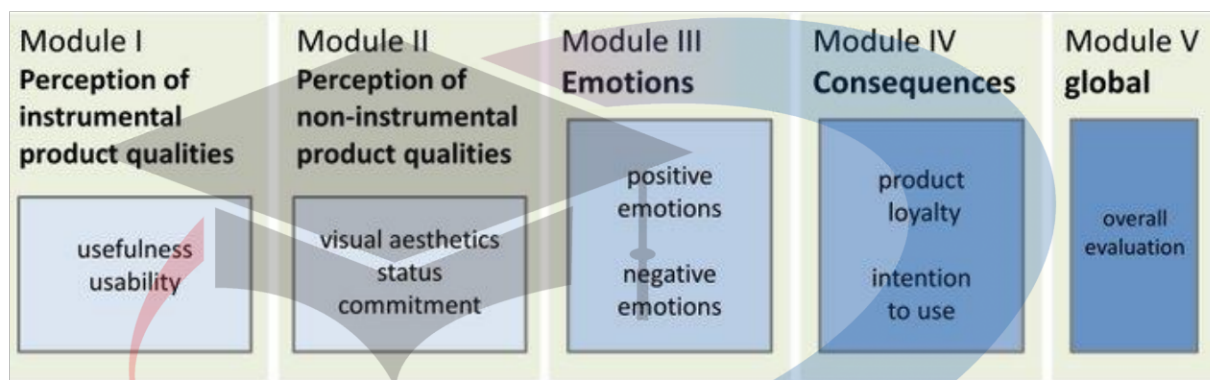 Module I
Perception of
instrumental
product qualities
usefulness
usability
Module II
Perception of
non-instrumental
product qualities
visual aesthetics
status
commitment
Module III
Emotions
positive
emotions
negative
emotions
Module IV
Consequences
product
loyalty
intention
to use
Module V
global
overall
evaluation